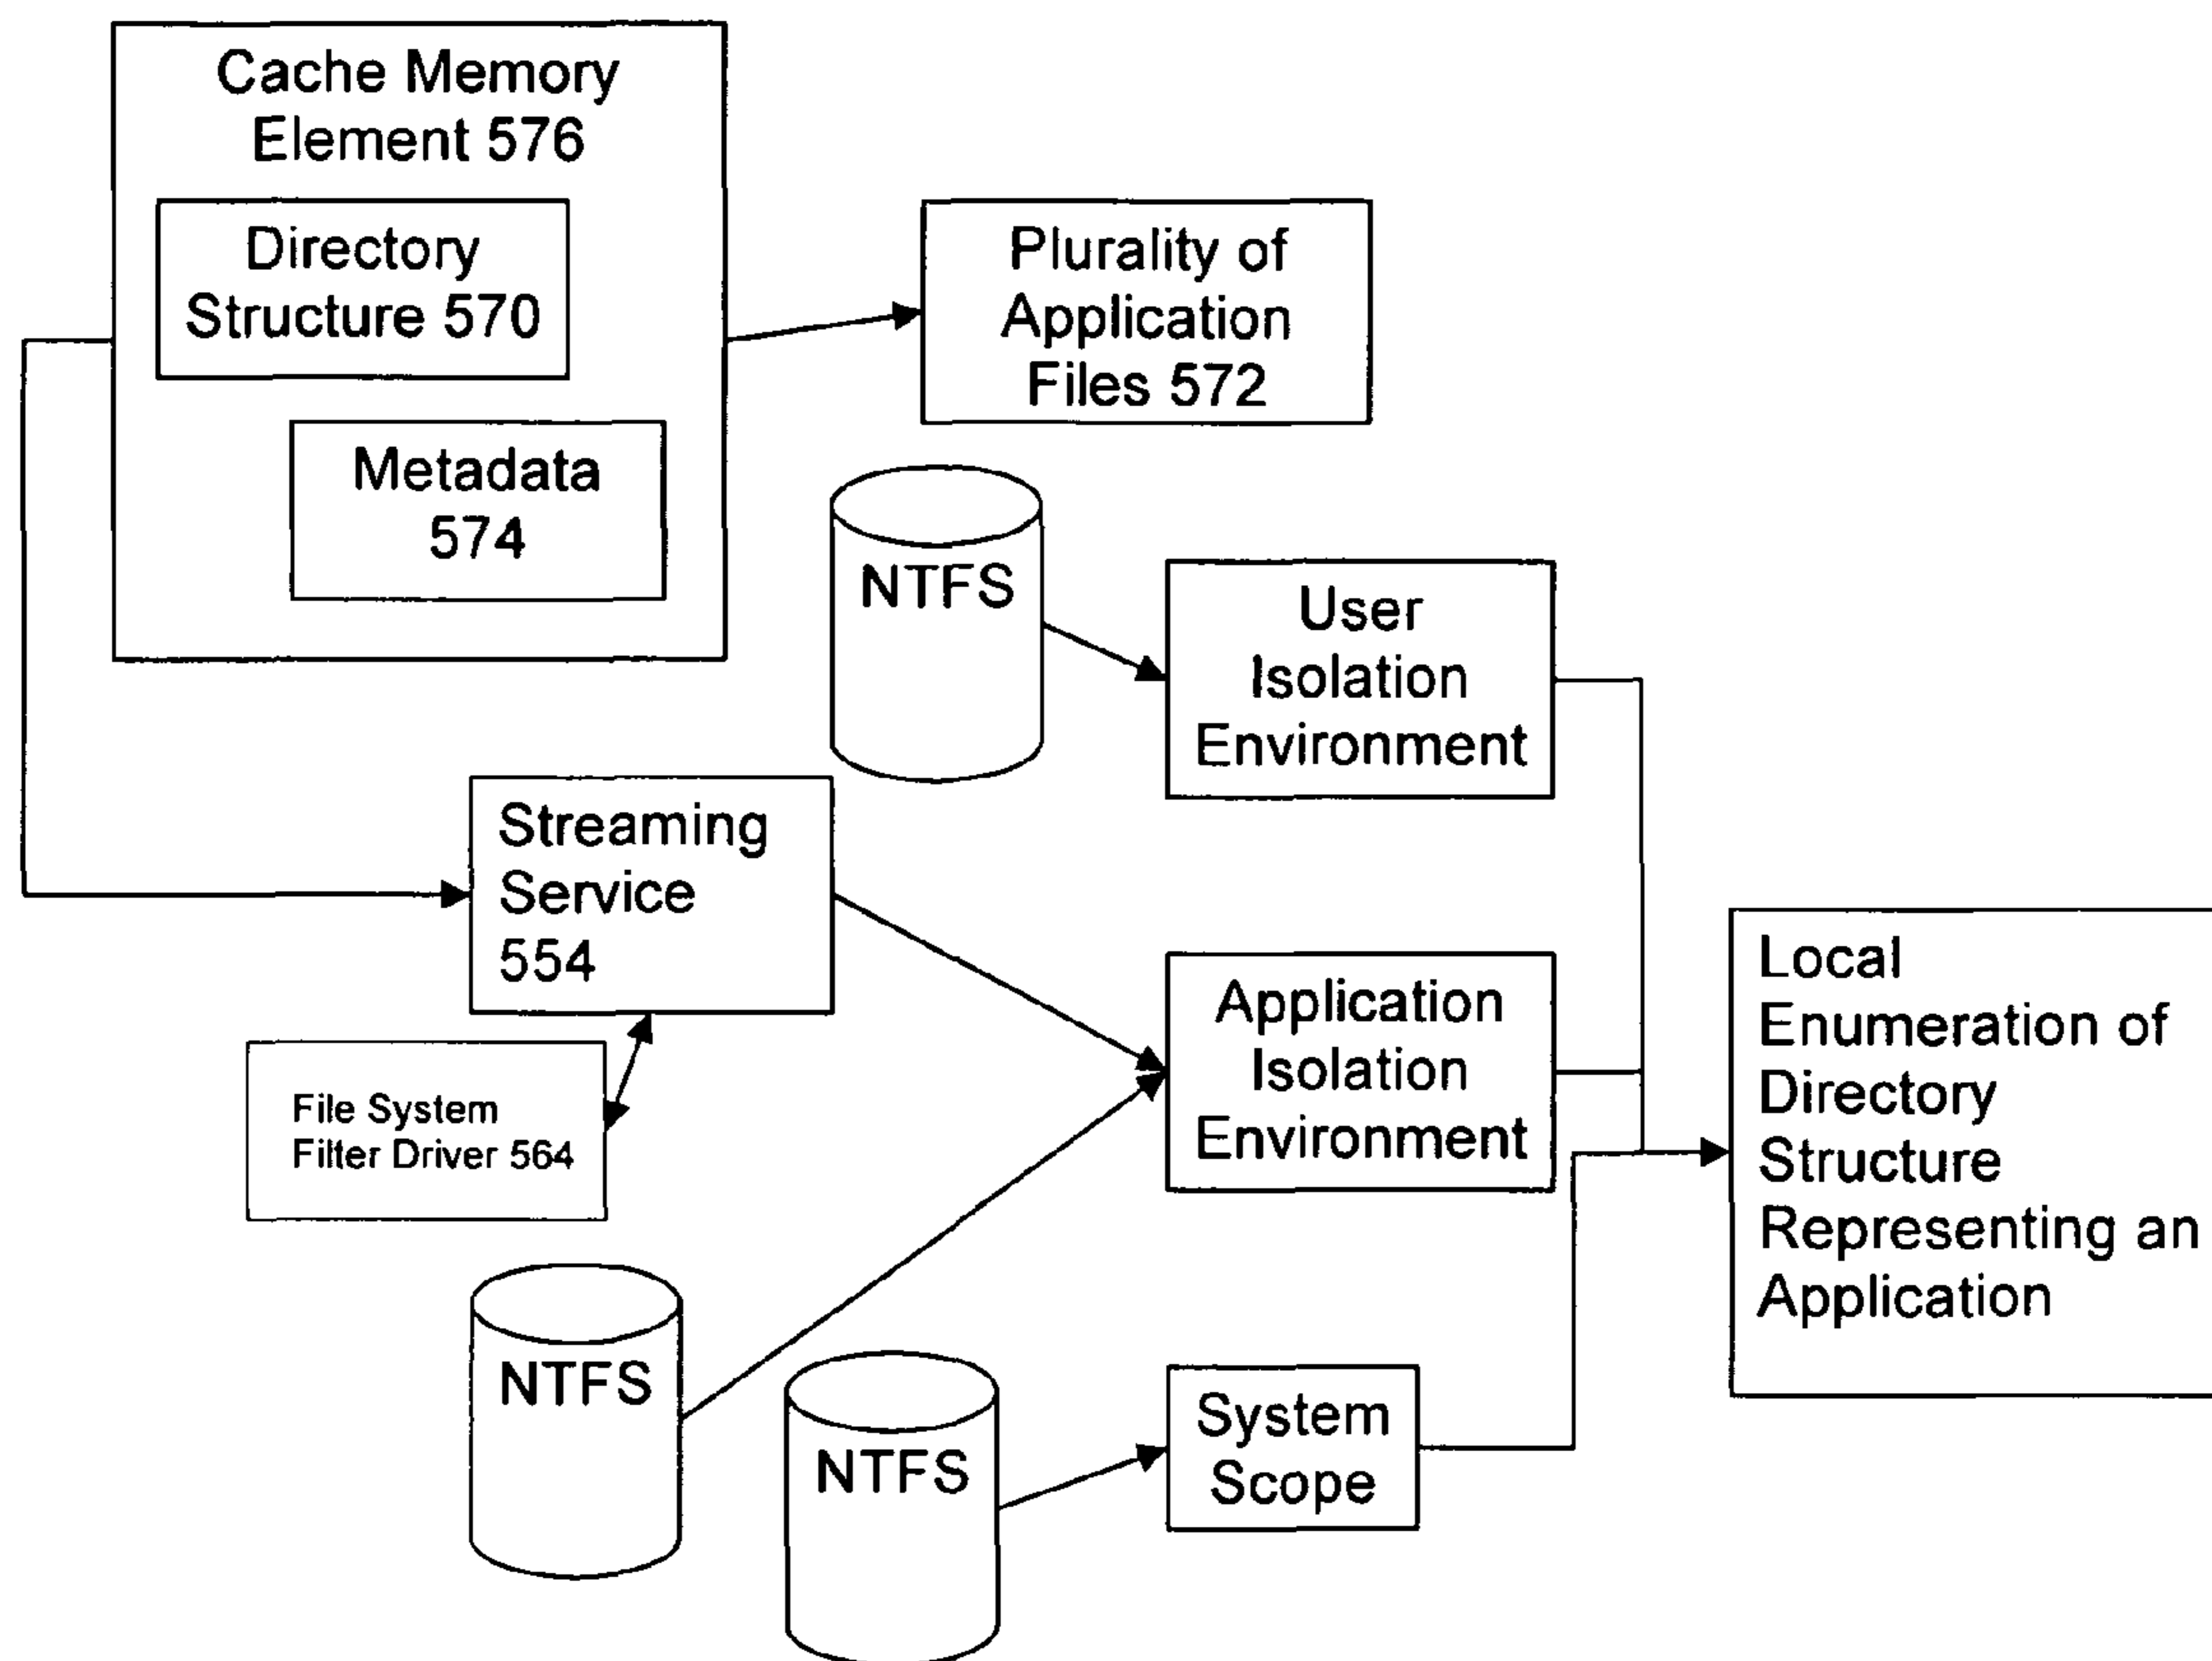 Cache Memory
Element 576
Directory
Structure 570
Metadata
574
Plurality of
Application
Files 572
NTFS
User
Isolation
Environment
Streaming
Service
554
File System
Filter Driver 564
Application
Isolation
Environment
Local
Enumeration of
Directory
Structure
Representing an
Application
NTFS
NTFS
System
Scope